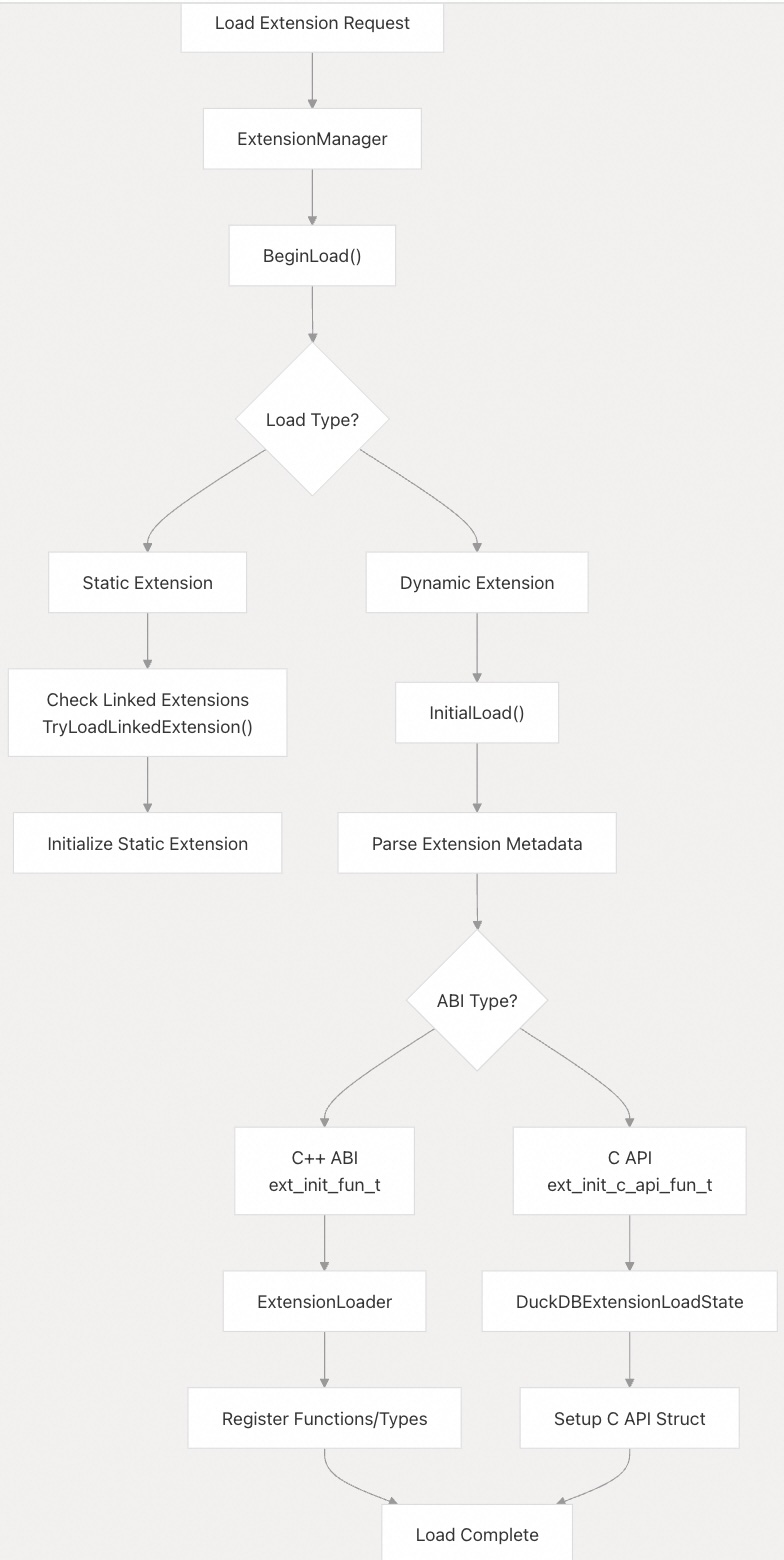 Load Extension Request
ExtensionManager
BeginLoad()
Load Type?
Static Extension
Dynamic Extension
Check Linked Extensions
TryLoadLinkedExtension()
InitialLoad()
Initialize Static Extension
Parse Extension Metadata
ABI Type?
C++ ABI
ext_init_fun_t
C API
ext_init_c_api_fun_t
ExtensionLoader
DuckDBExtensionLoadState
Register Functions/Types
Setup C API Struct
Load Complete